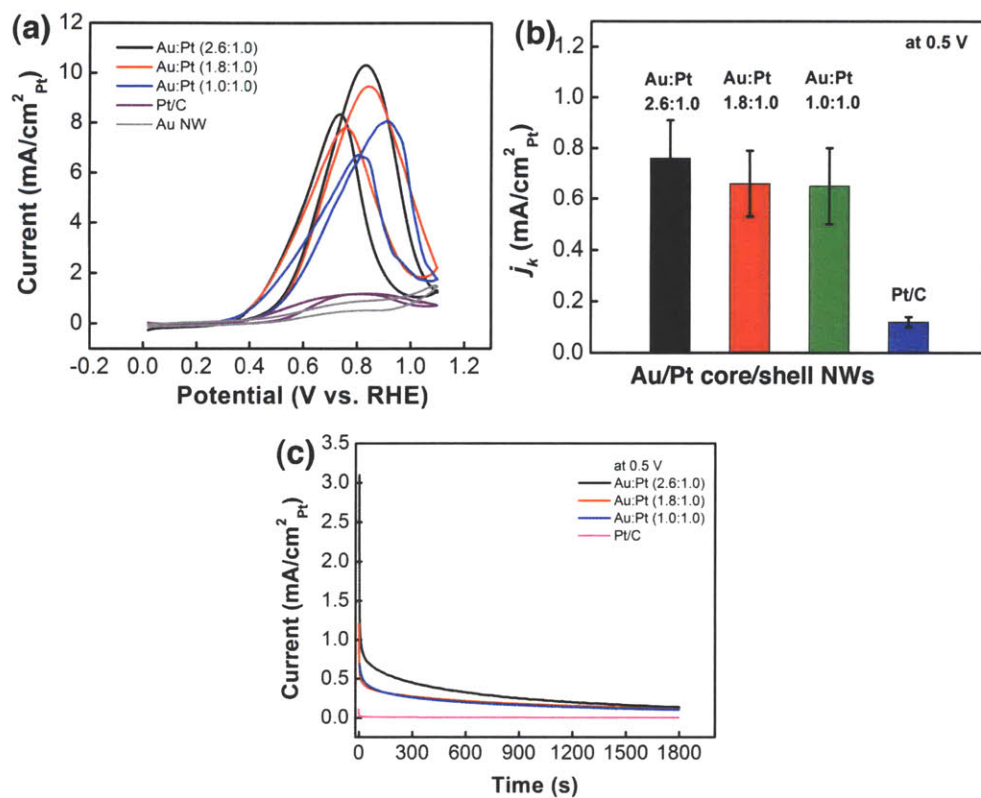 (a)
12
10
8
6
4
2
0
Current (mA/cm²Pt)
Au:Pt (2.6:1.0)
Au:Pt (1.8:1.0)
Au:Pt (1.0:1.0)
Pt/C
Au NW
-0.2 0.0 0.2 0.4 0.6 0.8 1.0 1.2
Potential (V vs. RHE)
(b)
at 0.5 V
1.2
1.0
0.8
0.6
0.4
0.2
0.0
jk (mA/cm²Pt)
Au:Pt Au:Pt Au:Pt
2.6:1.0 1.8:1.0 1.0:1.0
Pt/C
Au/Pt core/shell NWs
(c)
3.5
3.0
2.5
2.0
1.5
1.0
0.5
0.0
Current (mA/cm²Pt)
at 0.5 V
Au:Pt (2.6:1.0)
Au:Pt (1.8:1.0)
Au:Pt (1.0:1.0)
Pt/C
0 300 600 900 1200 1500 1800
Time (s)